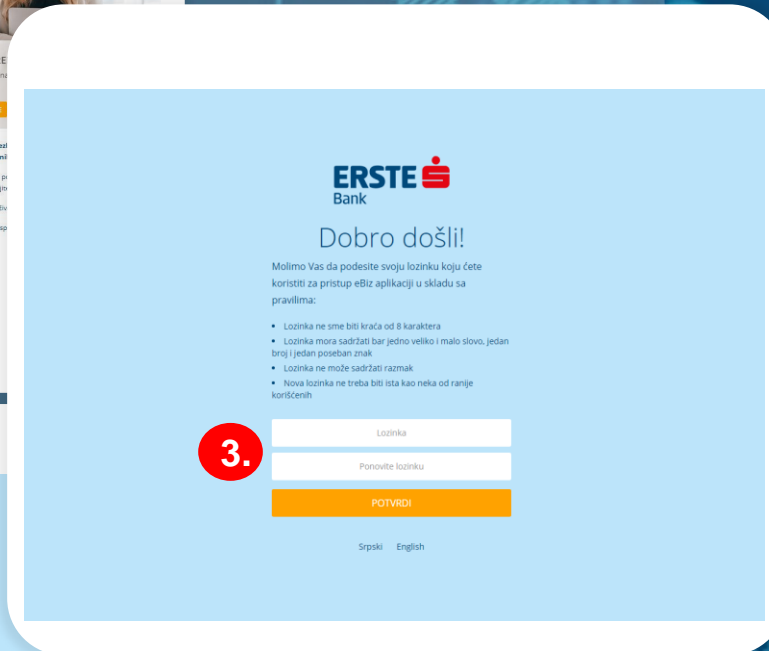 ERSTE
Bank
Dobro došli!
Molimo Vas da podesite svoju lozinku koju ćete
koristiti za pristup eBiz aplikaciji u skladu sa
pravilima:
• Lozinka ne sme biti kraća od 8 karaktera
• Lozinka mora sadržati bar jedno veliko i malo slovo, jedan
broj i jedan poseban znak
• Lozinka ne može sadržati razmak
• Nova lozinka ne treba biti ista kao neka od ranije
korišćenih
3.
Lozinka
Ponovite lozinku
POTVRDI
Srpski English